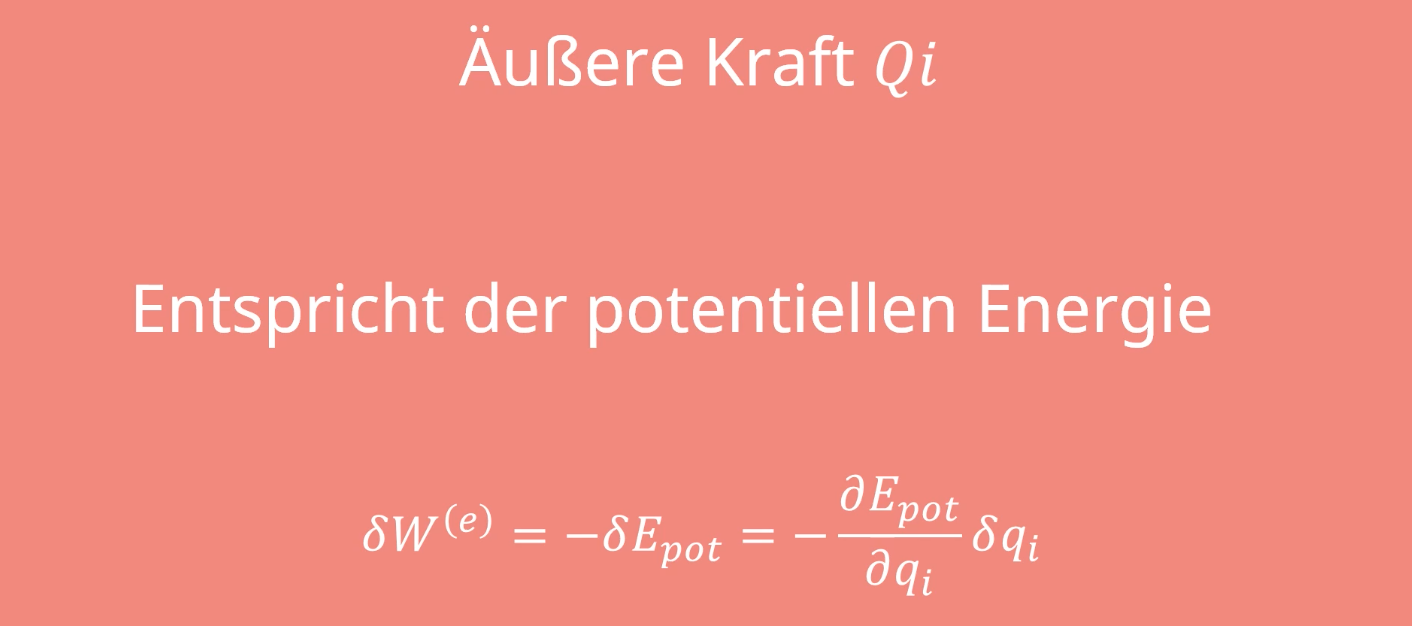 Äußere Kraft Qi
Entspricht der potentiellen Energie
δW^(e) = −δE_pot = − ∂E_pot / ∂q_i δq_i